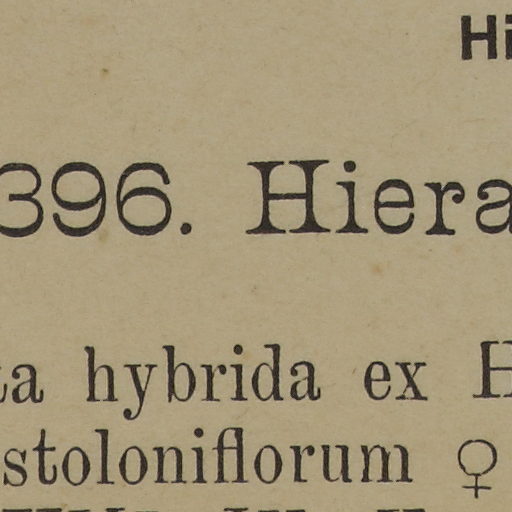 Hi
396. Hiera
ta hybrida ex H
stoloniflorum ♀